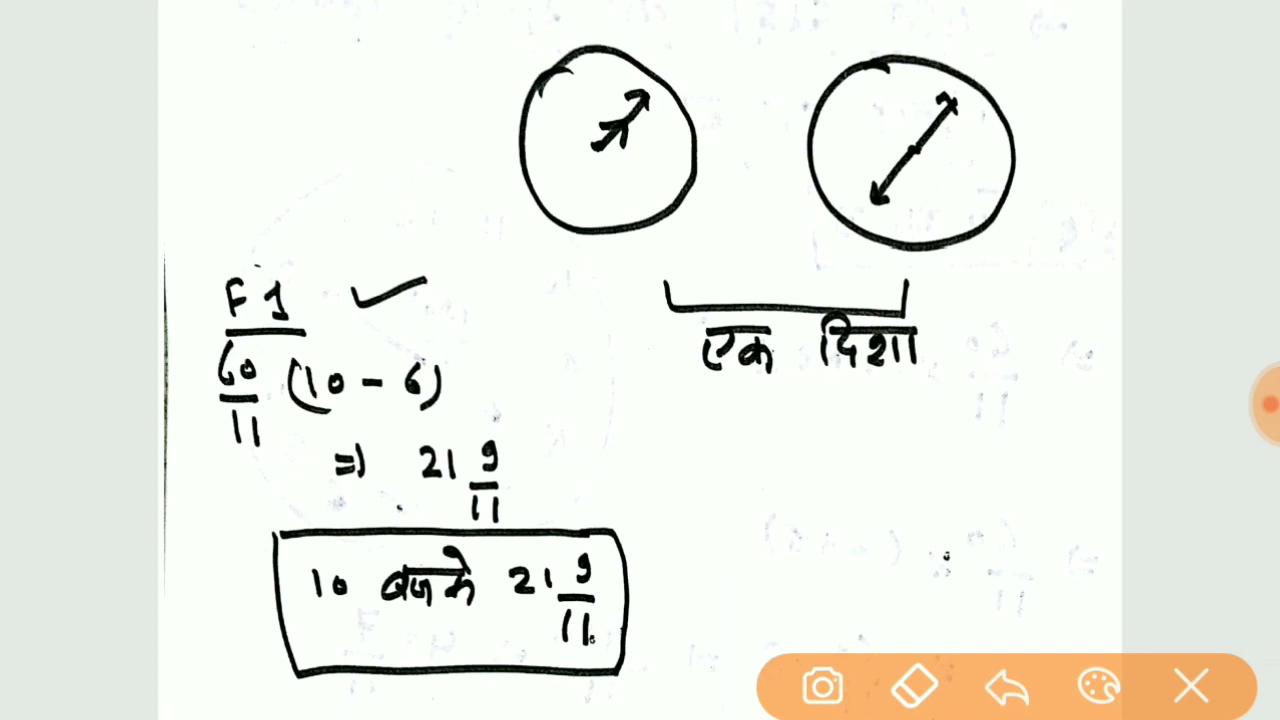 एक दिशा
F1
60/11 (10 - 6)
=) 21 9/11
10 बजके 21 9/11